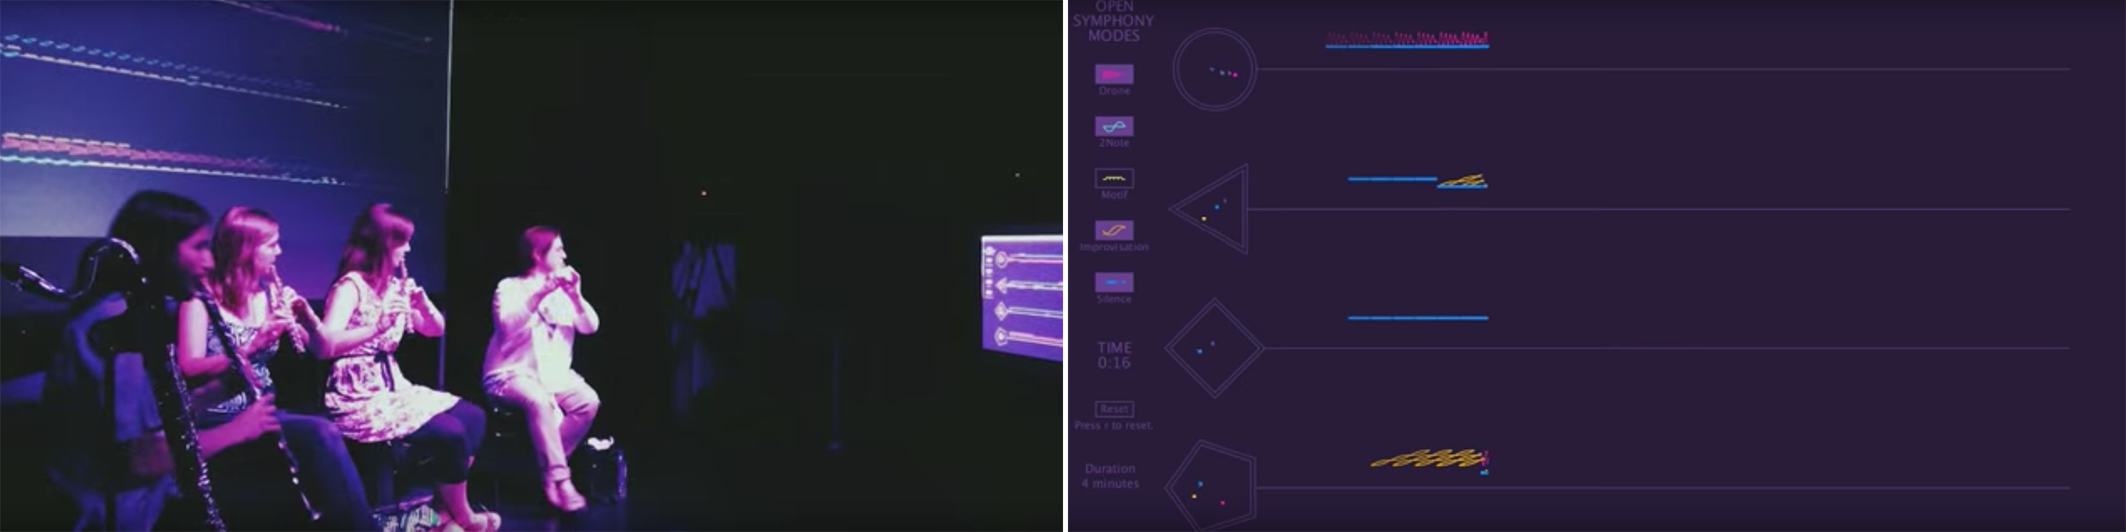 OPEN
SYMPHONY
MODES
Drone
2Note
Motif
Improvisation
Silence
TIME
0:16
Reset
Press r to reset.
Duration
4 minutes